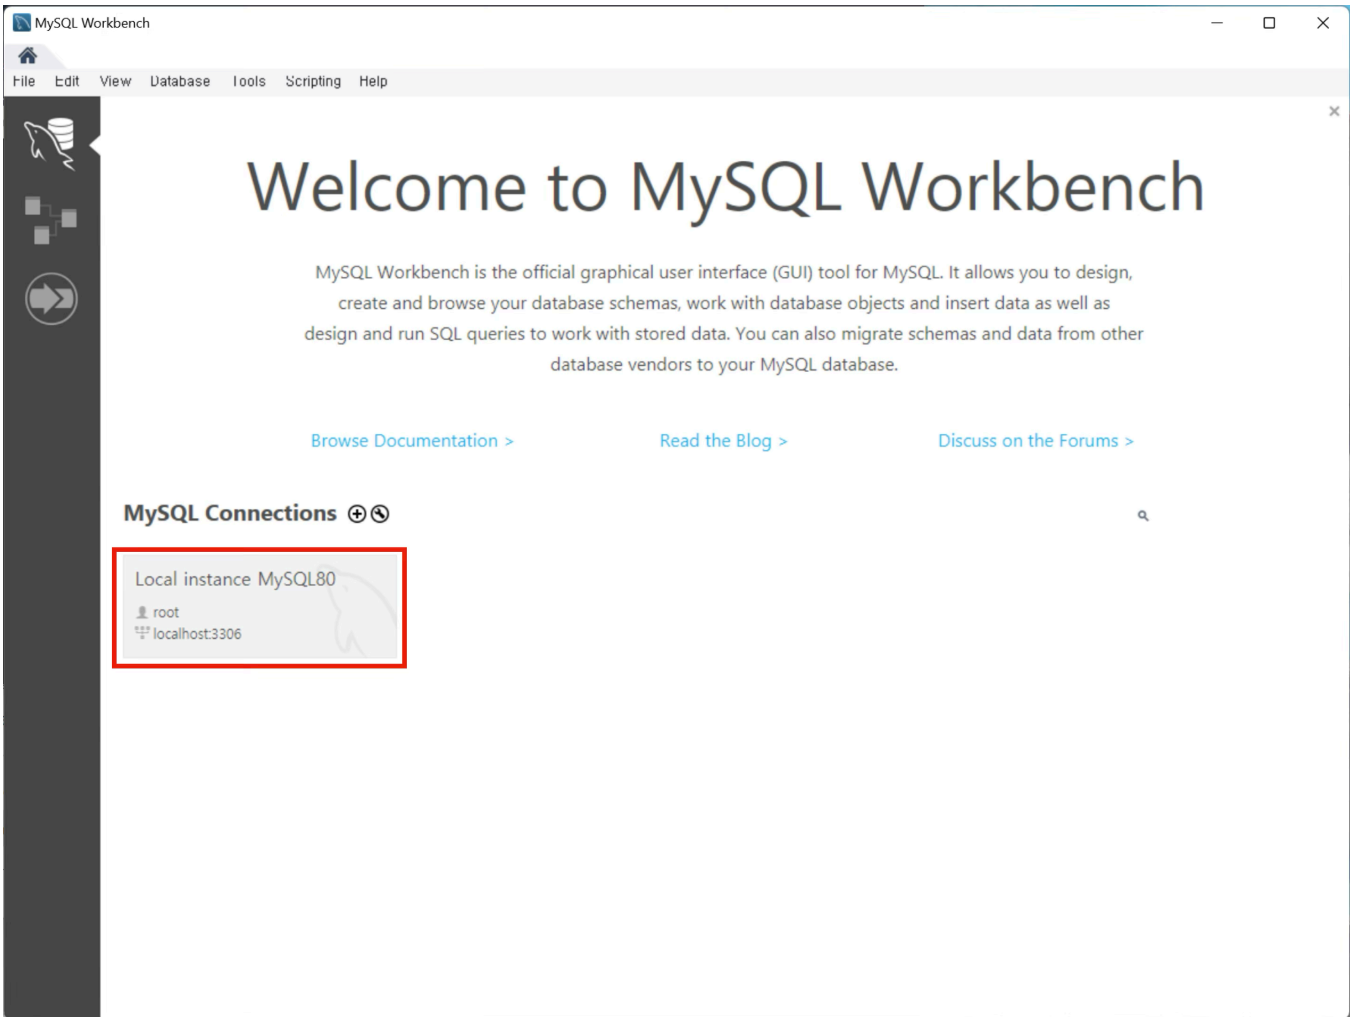 MySQL Workbench
File Edit View Database Tools Scripting Help
Welcome to MySQL Workbench
MySQL Workbench is the official graphical user interface (GUI) tool for MySQL. It allows you to design,
create and browse your database schemas, work with database objects and insert data as well as
design and run SQL queries to work with stored data. You can also migrate schemas and data from other
database vendors to your MySQL database.
Browse Documentation > Read the Blog > Discuss on the Forums >
MySQL Connections
Local instance MySQL80
root
localhost:3306